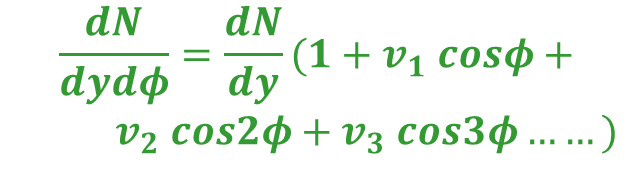 dN/dydϕ = dN/dy (1 + v₁ cosϕ +
v₂ cos2ϕ + v₃ cos3ϕ ... ... )